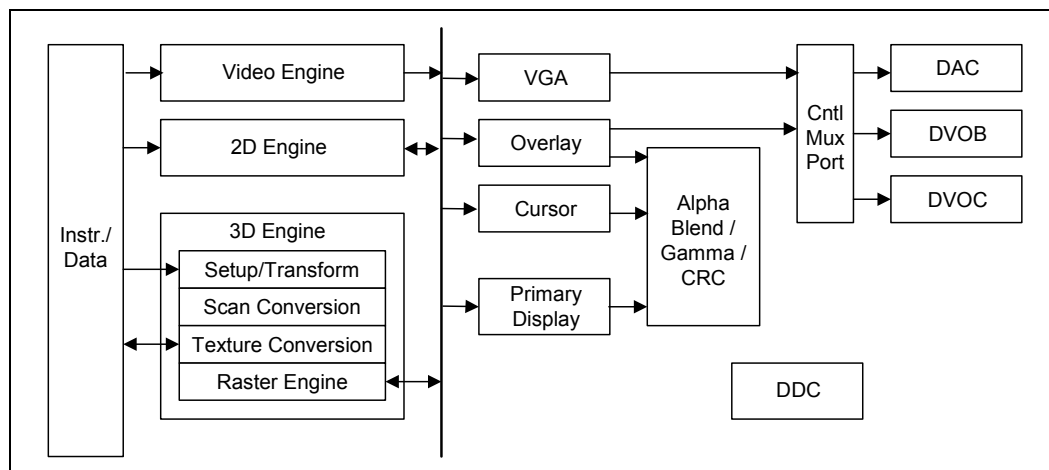 Instr./
Data
Video Engine
2D Engine
3D Engine
Setup/Transform
Scan Conversion
Texture Conversion
Raster Engine
VGA
Overlay
Cursor
Primary
Display
Alpha
Blend /
Gamma /
CRC
Cntl
Mux
Port
DAC
DVOB
DVOC
DDC